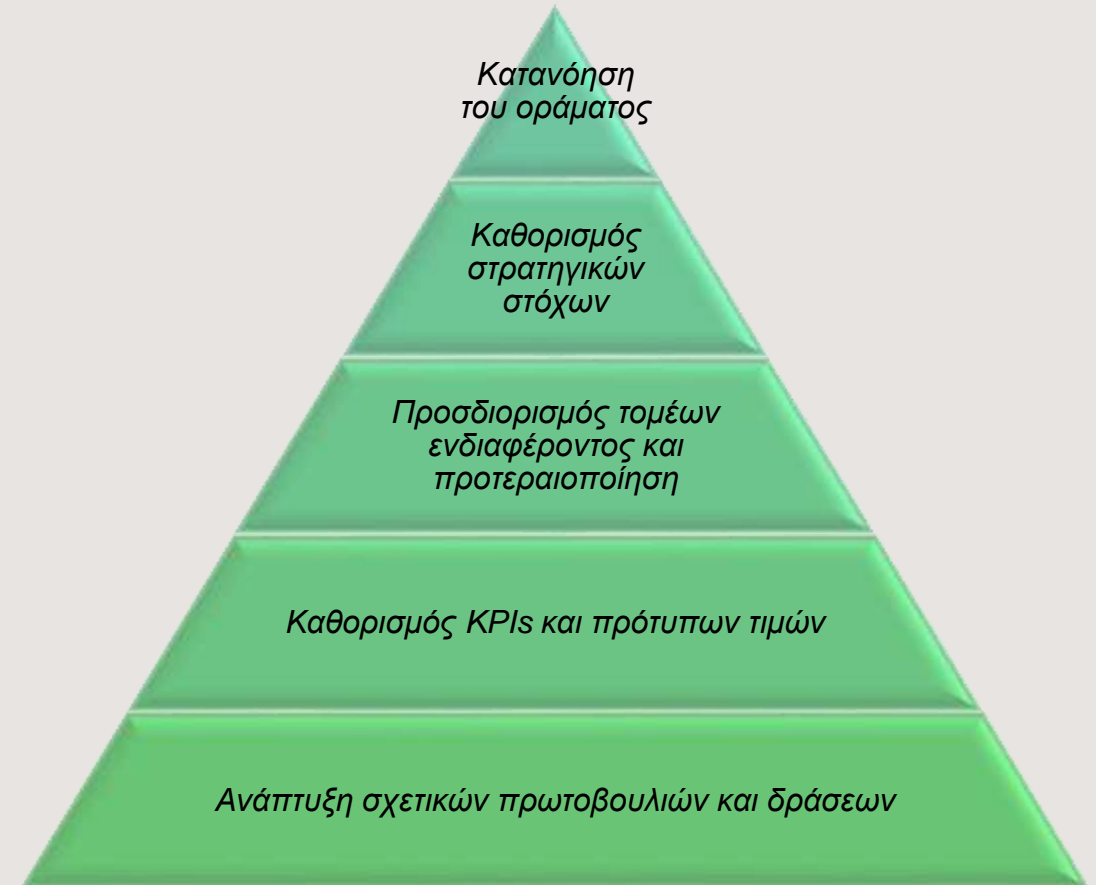 Κατανόηση
του οράματος
Καθορισμός
στρατηγικών
στόχων
Προσδιορισμός τομέων
ενδιαφέροντος και
προτεραιοποίηση
Καθορισμός KPIs και πρότυπων τιμών
Ανάπτυξη σχετικών πρωτοβουλιών και δράσεων